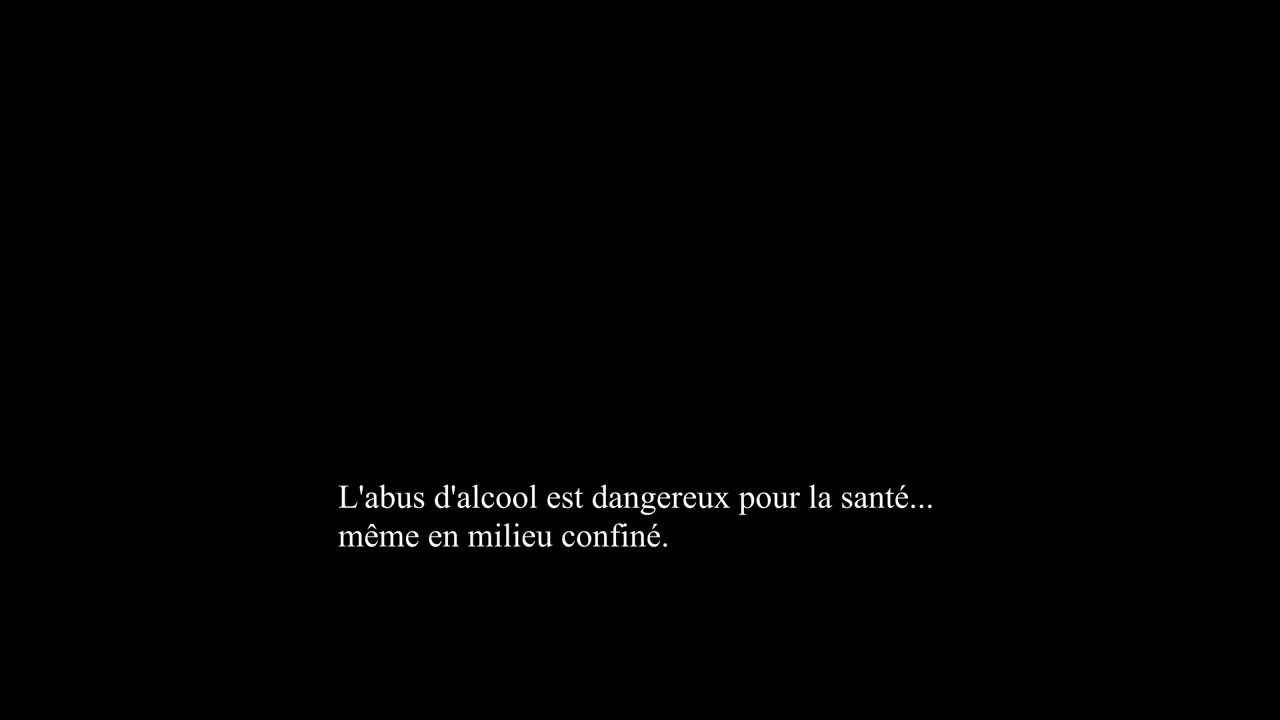 L'abus d'alcool est dangereux pour la santé...
même en milieu confiné.